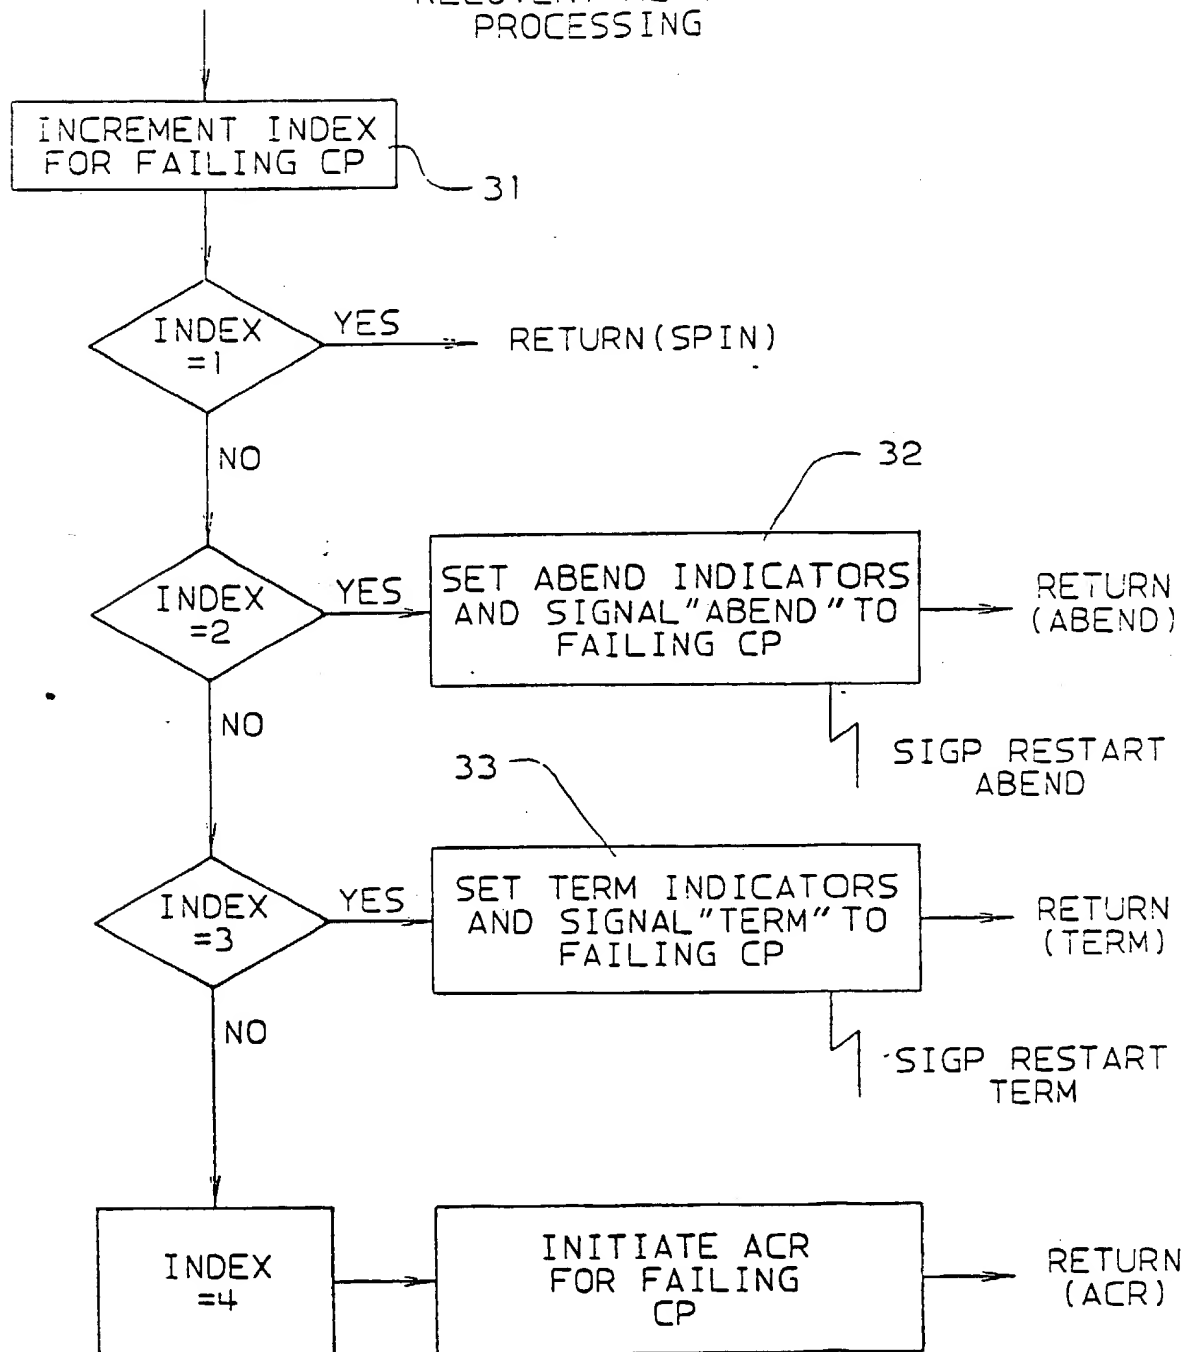 PROCESSING
INCREMENT INDEX
FOR FAILING CP
31
INDEX
=1
YES
RETURN(SPIN)
NO
32
INDEX
=2
YES
SET ABEND INDICATORS
AND SIGNAL"ABEND"TO
FAILING CP
RETURN
(ABEND)
NO
SIGP RESTART
ABEND
33
INDEX
=3
YES
SET TERM INDICATORS
AND SIGNAL"TERM"TO
FAILING CP
RETURN
(TERM)
NO
SIGP RESTART
TERM
INDEX
=4
INITIATE ACR
FOR FAILING
CP
RETURN
(ACR)